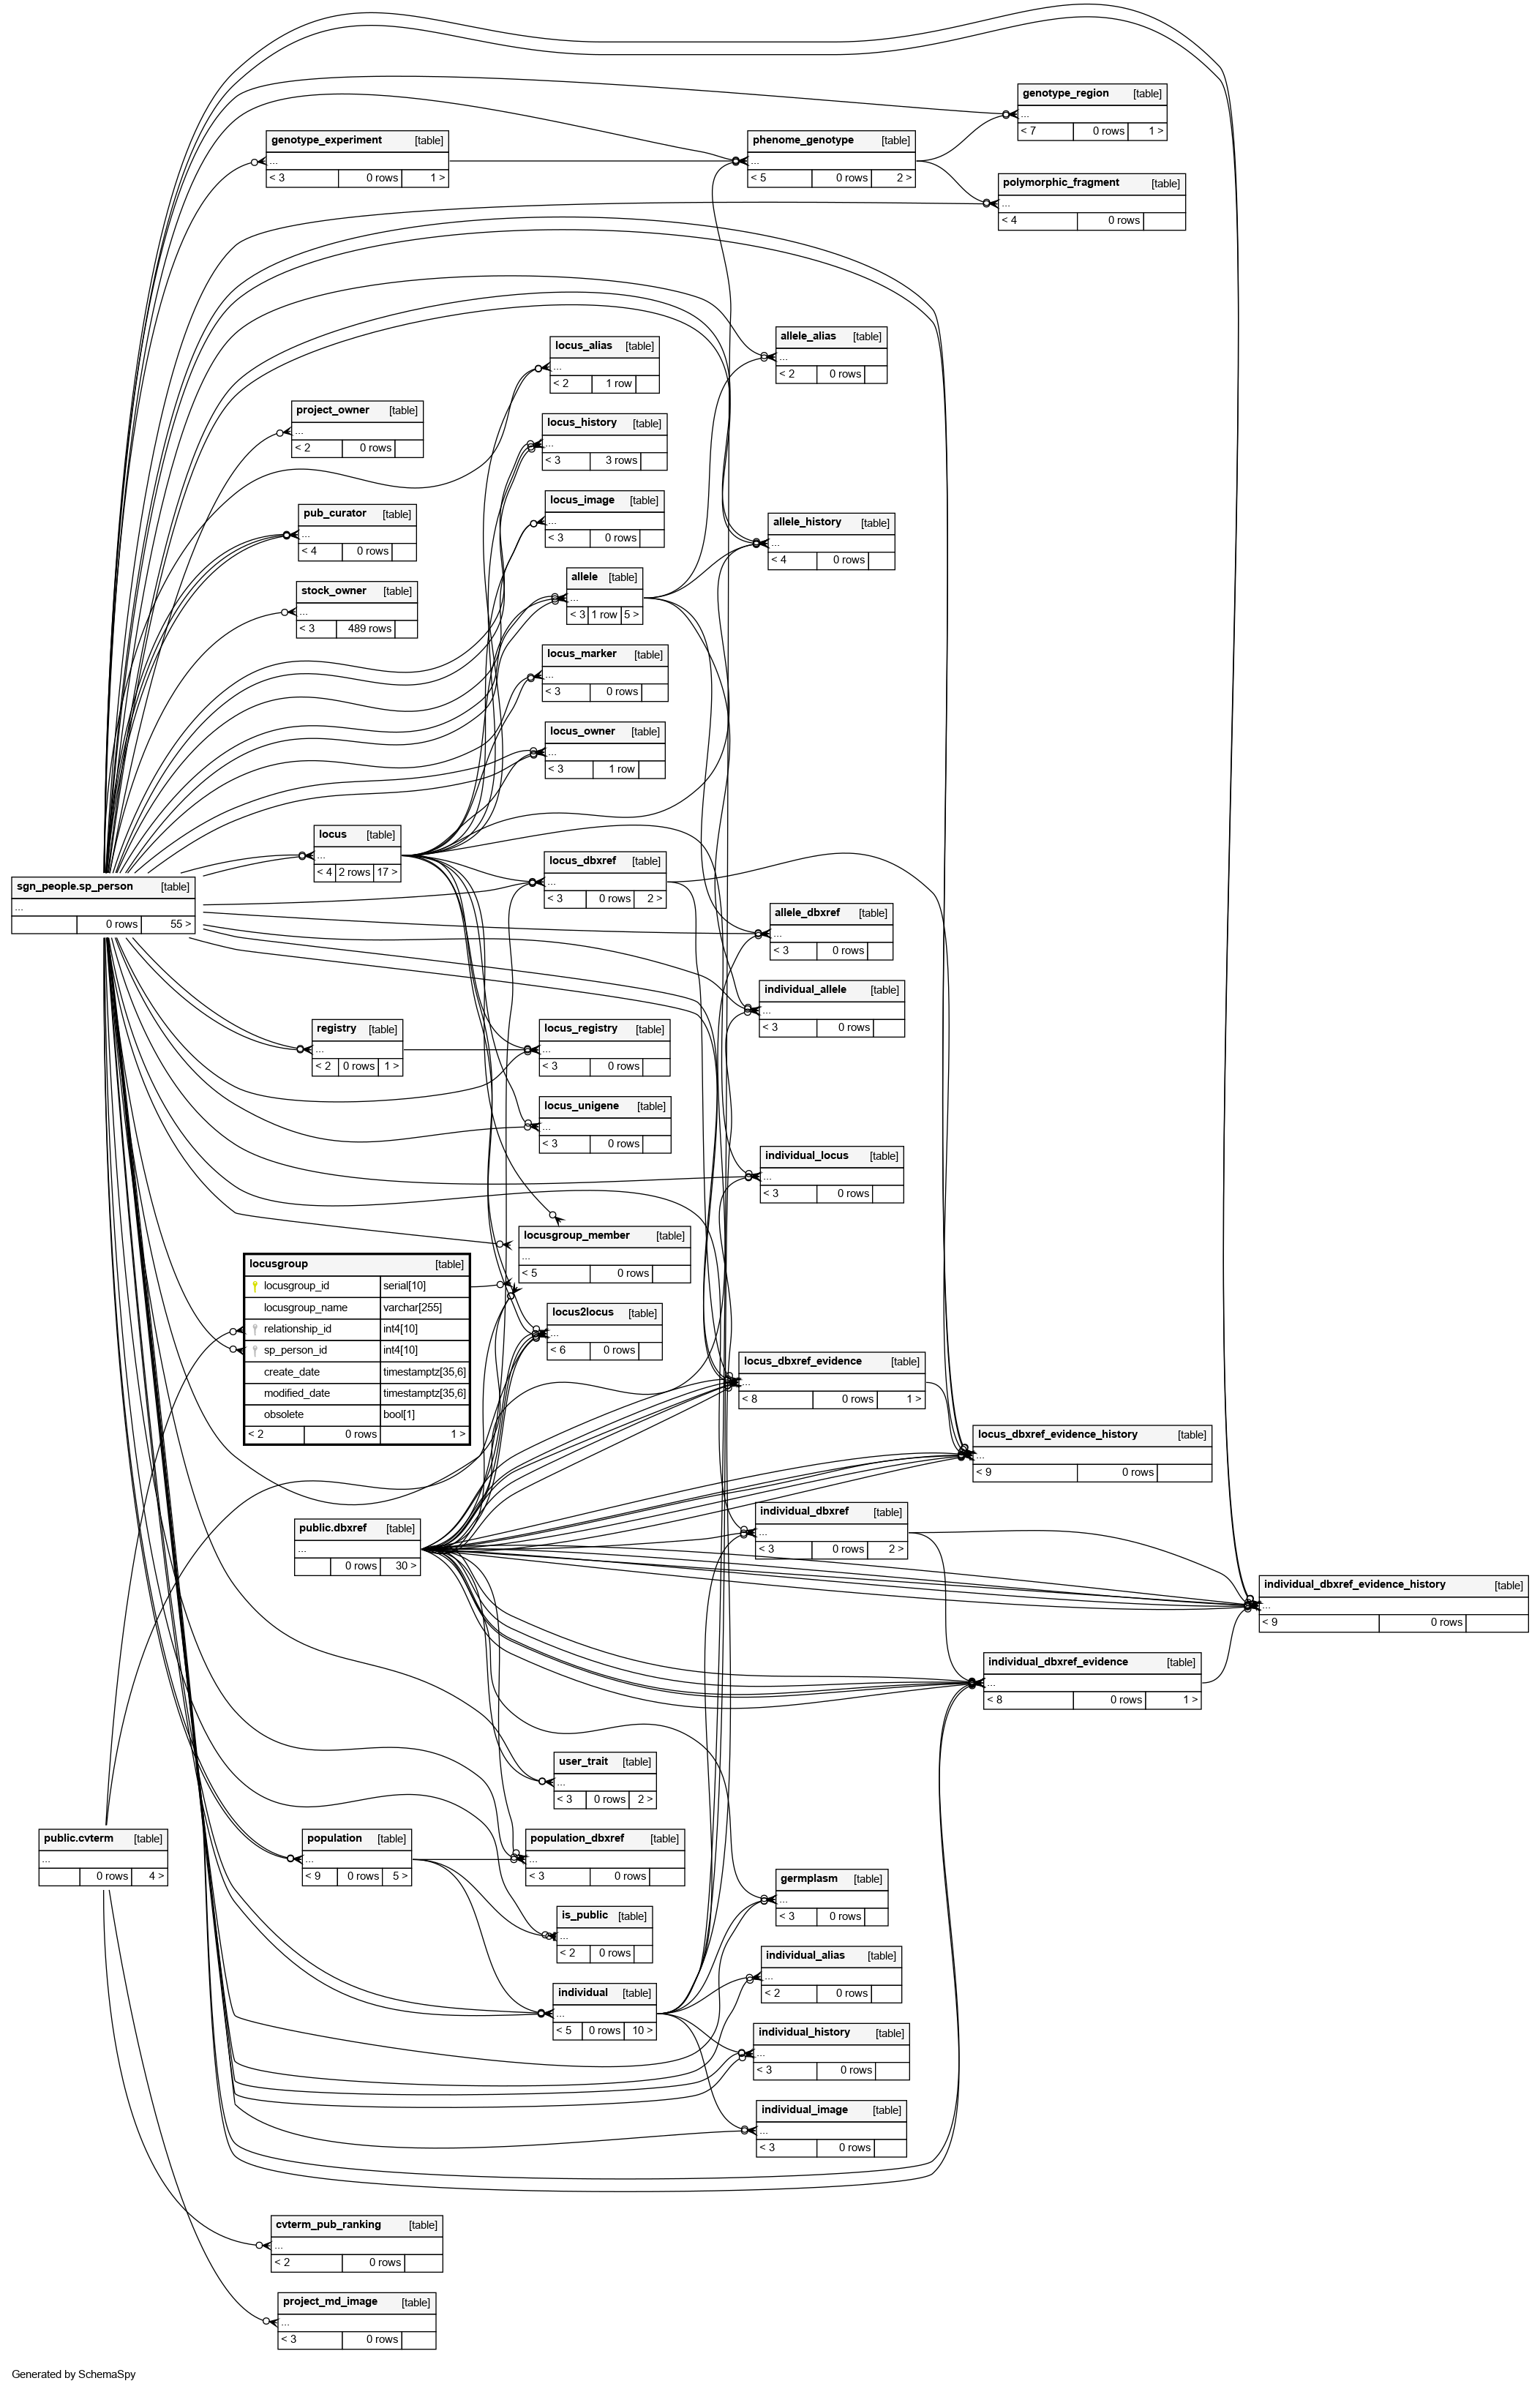 genotype_region [table]
...
< 7 0 rows 1 >
genotype_experiment [table]
...
< 3 0 rows 1 >
phenome_genotype [table]
...
< 5 0 rows 2 >
polymorphic_fragment [table]
...
< 4 0 rows
allele_alias [table]
...
< 2 0 rows
locus_alias [table]
...
< 2 1 row
project_owner [table]
...
< 2 0 rows
locus_history [table]
...
< 3 3 rows
locus_image [table]
...
< 3 0 rows
pub_curator [table]
...
< 4 0 rows
allele_history [table]
...
< 4 0 rows
allele [table]
...
< 3 1 row 5 >
stock_owner [table]
...
< 3 489 rows
locus_marker [table]
...
< 3 0 rows
locus_owner [table]
...
< 3 1 row
locus [table]
...
< 4 2 rows 17 >
locus_dbxref [table]
...
< 3 0 rows 2 >
sgn_people.sp_person [table]
...
0 rows 55 >
allele_dbxref [table]
...
< 3 0 rows
individual_allele [table]
...
< 3 0 rows
registry [table]
...
< 2 0 rows 1 >
locus_registry [table]
...
< 3 0 rows
locus_unigene [table]
...
< 3 0 rows
individual_locus [table]
...
< 3 0 rows
locusgroup_member [table]
...
< 5 0 rows
locusgroup [table]
locusgroup_id serial[10]
locusgroup_name varchar[255]
relationship_id int4[10]
sp_person_id int4[10]
create_date timestamptz[35,6]
modified_date timestamptz[35,6]
obsolete bool[1]
< 2 0 rows 1 >
locus2locus [table]
...
< 6 0 rows
locus_dbxref_evidence [table]
...
< 8 0 rows 1 >
locus_dbxref_evidence_history [table]
...
< 9 0 rows
individual_dbxref [table]
...
< 3 0 rows 2 >
public.dbxref [table]
...
0 rows 30 >
individual_dbxref_evidence_history [table]
...
< 9 0 rows
individual_dbxref_evidence [table]
...
< 8 0 rows 1 >
user_trait [table]
...
< 3 0 rows 2 >
public.cvterm [table]
...
0 rows 4 >
population [table]
...
< 9 0 rows 5 >
population_dbxref [table]
...
< 3 0 rows
germplasm [table]
...
< 3 0 rows
is_public [table]
...
< 2 0 rows
individual_alias [table]
...
< 2 0 rows
individual [table]
...
< 5 0 rows 10 >
individual_history [table]
...
< 3 0 rows
individual_image [table]
...
< 3 0 rows
cvterm_pub_ranking [table]
...
< 2 0 rows
project_md_image [table]
...
< 3 0 rows
Generated by SchemaSpy